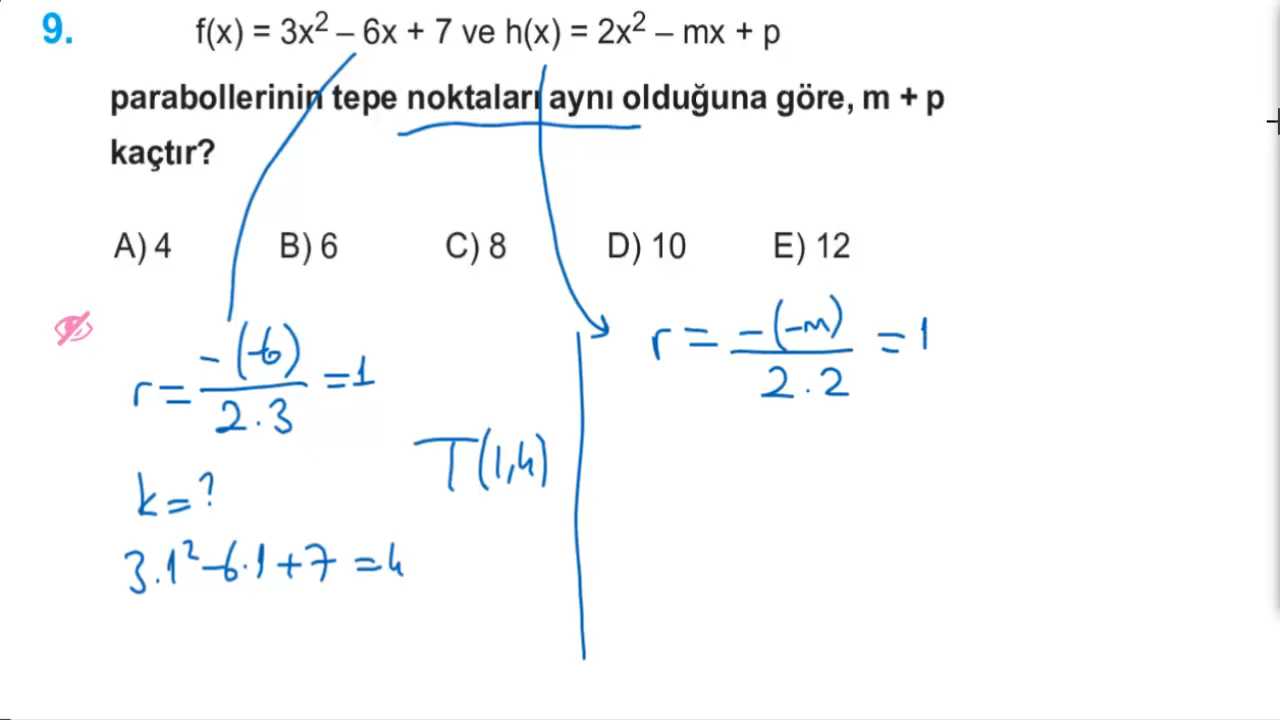 9. f(x) = 3x² – 6x + 7 ve h(x) = 2x² – mx + p
parabollerinin tepe noktaları aynı olduğuna göre, m + p
kaçtır?
A) 4 B) 6 C) 8 D) 10 E) 12
r = -(-6) / 2.3 = 1
k = ?
3.1² - 6.1 + 7 = 4
T(1,4)
r = -(-m) / 2.2 = 1